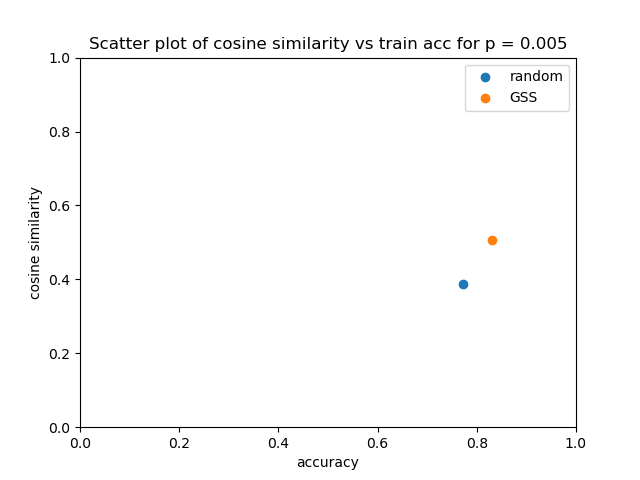 Scatter plot of cosine similarity vs train acc for p = 0.005
random
GSS
cosine similarity
1.0
0.8
0.6
0.4
0.2
0.0
0.0 0.2 0.4 0.6 0.8 1.0
accuracy